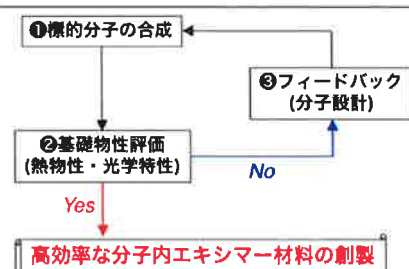 ❶標的分子の合成
❸フィードバック
(分子設計)
❷基礎物性評価
(熱物性・光学特性)
No
Yes
高効率な分子内エキシマー材料の創製